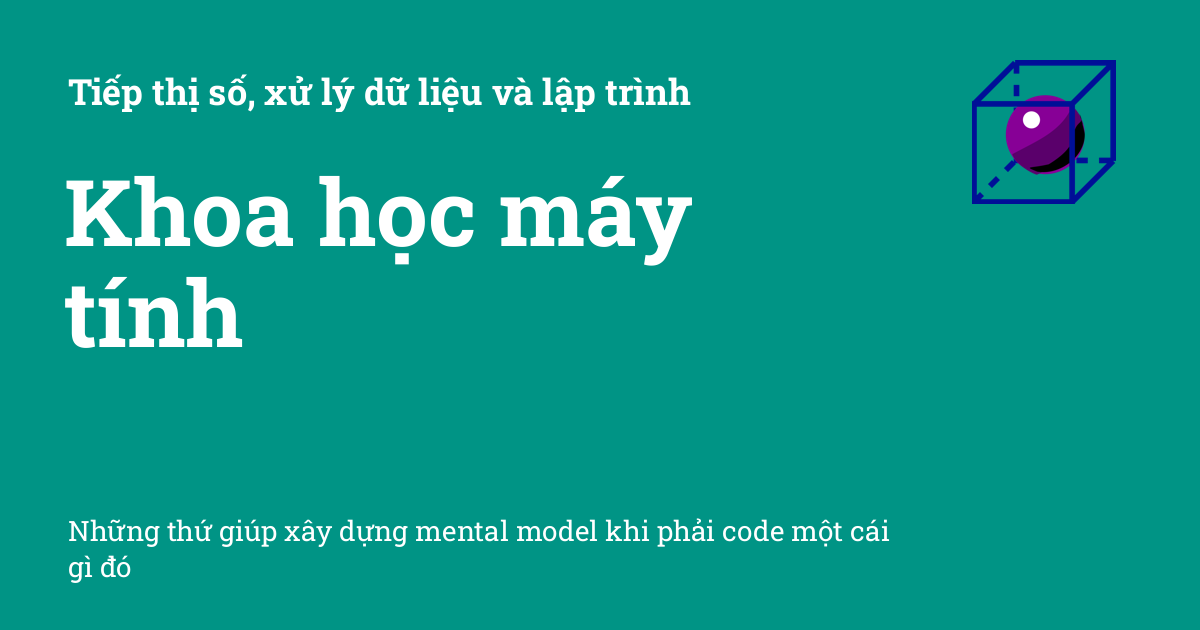 Tiếp thị số, xử lý dữ liệu và lập trình
Khoa học máy
tính
Những thứ giúp xây dựng mental model khi phải code một cái
gì đó